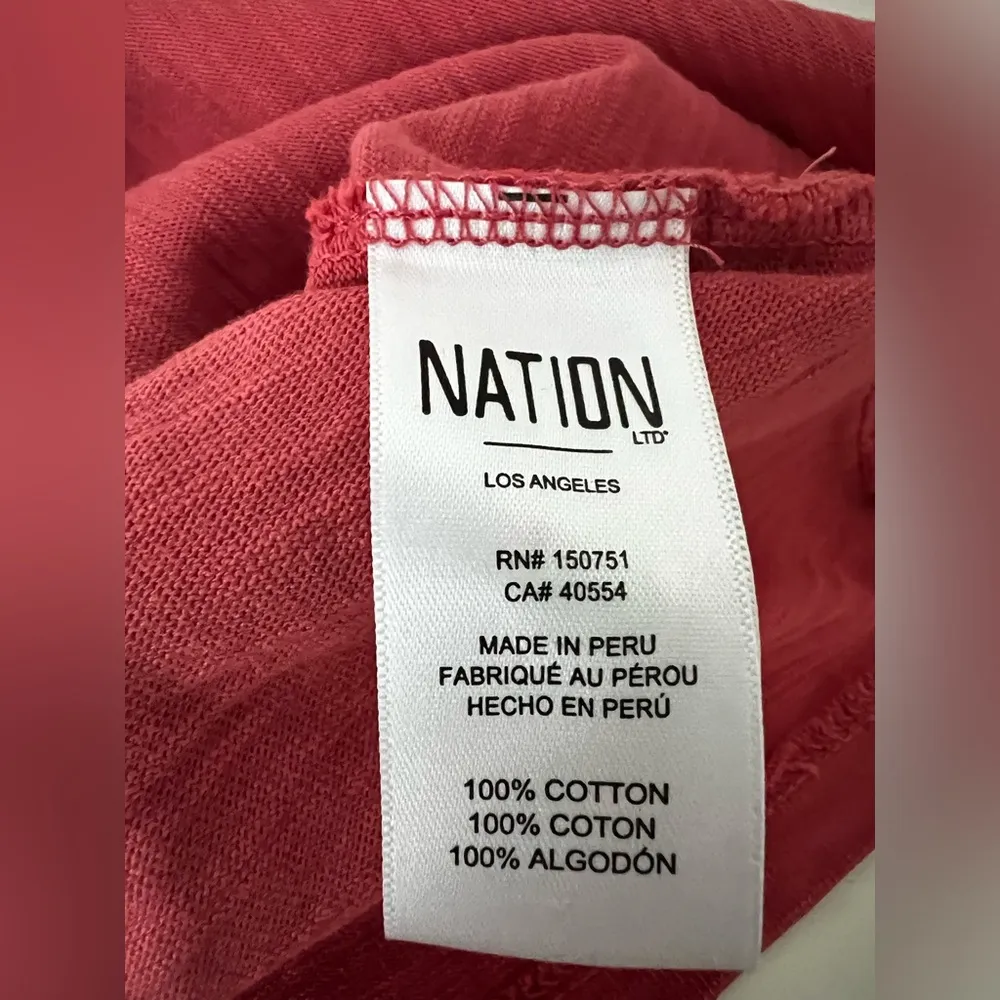 NATION
LTD
LOS ANGELES
RN# 150751
CA# 40554
MADE IN PERU
FABRIQUÉ AU PÉROU
HECHO EN PERÚ
100% COTTON
100% COTON
100% ALGODÓN